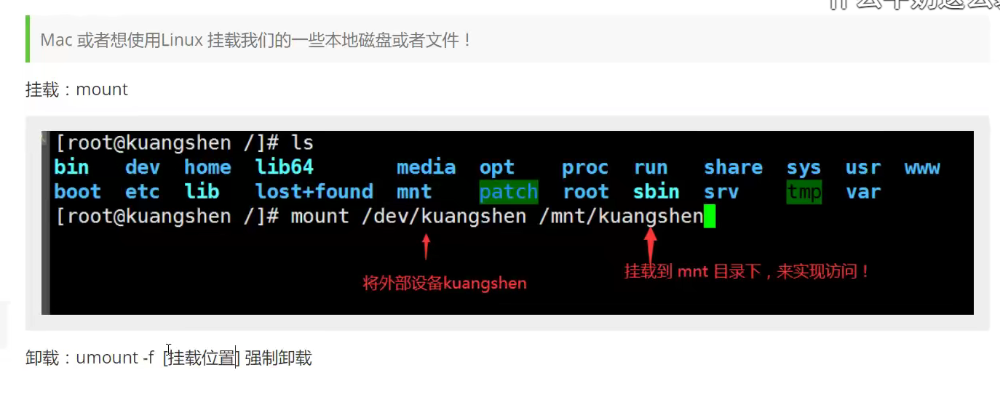 Mac 或者想使用Linux 挂载我们的一些本地磁盘或者文件！
挂载：mount
[root@kuangshen /]# ls
bin dev home lib64 media opt proc run share sys usr www
boot etc lib lost+found mnt patch root sbin srv tmp var
[root@kuangshen /]# mount /dev/kuangshen /mnt/kuangshen
将外部设备kuangshen
挂载到 mnt 目录下，来实现访问！
卸载：umount -f [挂载位置] 强制卸载